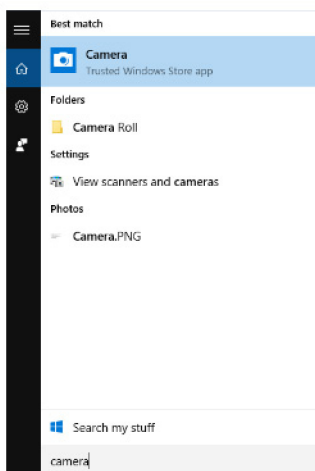 Best match
Camera
Trusted Windows Store app
Folders
Camera Roll
Settings
View scanners and cameras
Photos
Camera.PNG
Search my stuff
camera